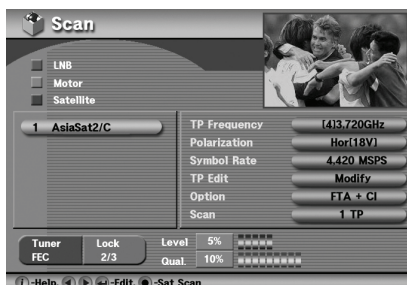 Scan
LNB
Motor
Satellite
1 AsiaSat2/C
TP Frequency [4]3.720GHz
Polarization Hor[18V]
Symbol Rate 4.420 MSPS
TP Edit Modify
Option FTA + CI
Scan 1 TP
Tuner Lock Level 5%
FEC 2/3 Qual. 10%
i -Help, -Edit, -Sat Scan